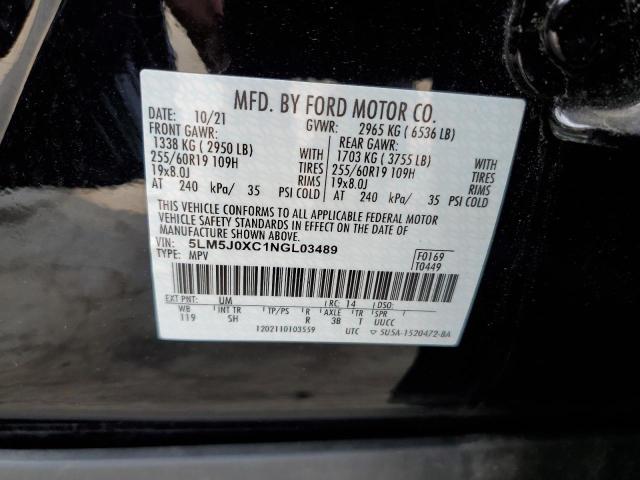 MFD. BY FORD MOTOR CO.
DATE: 10/21 GVWR: 2965 KG ( 6536 LB)
FRONT GAWR: REAR GAWR:
1338 KG ( 2950 LB) 1703 KG ( 3755 LB)
255/60R19 109H TIRES 255/60R19 109H TIRES
19x8.0J RIMS 19x8.0J RIMS
AT 240 kPa/ 35 PSI COLD AT 240 kPa/ 35 PSI COLD
THIS VEHICLE CONFORMS TO ALL APPLICABLE FEDERAL MOTOR
VEHICLE SAFETY STANDARDS IN EFFECT ON THE DATE OF
MANUFACTURE SHOWN ABOVE.
VIN: 5LM5J0XC1NGL03489 F0169
TYPE: MPV T0449
EXT PNT: UM RC: 14 DSO:
WB INT TR TP/PS R AXLE TR SPR
119 SH R 3B T UUCC
1202110103559 UTC ▽ 5U5A-1520472-BA